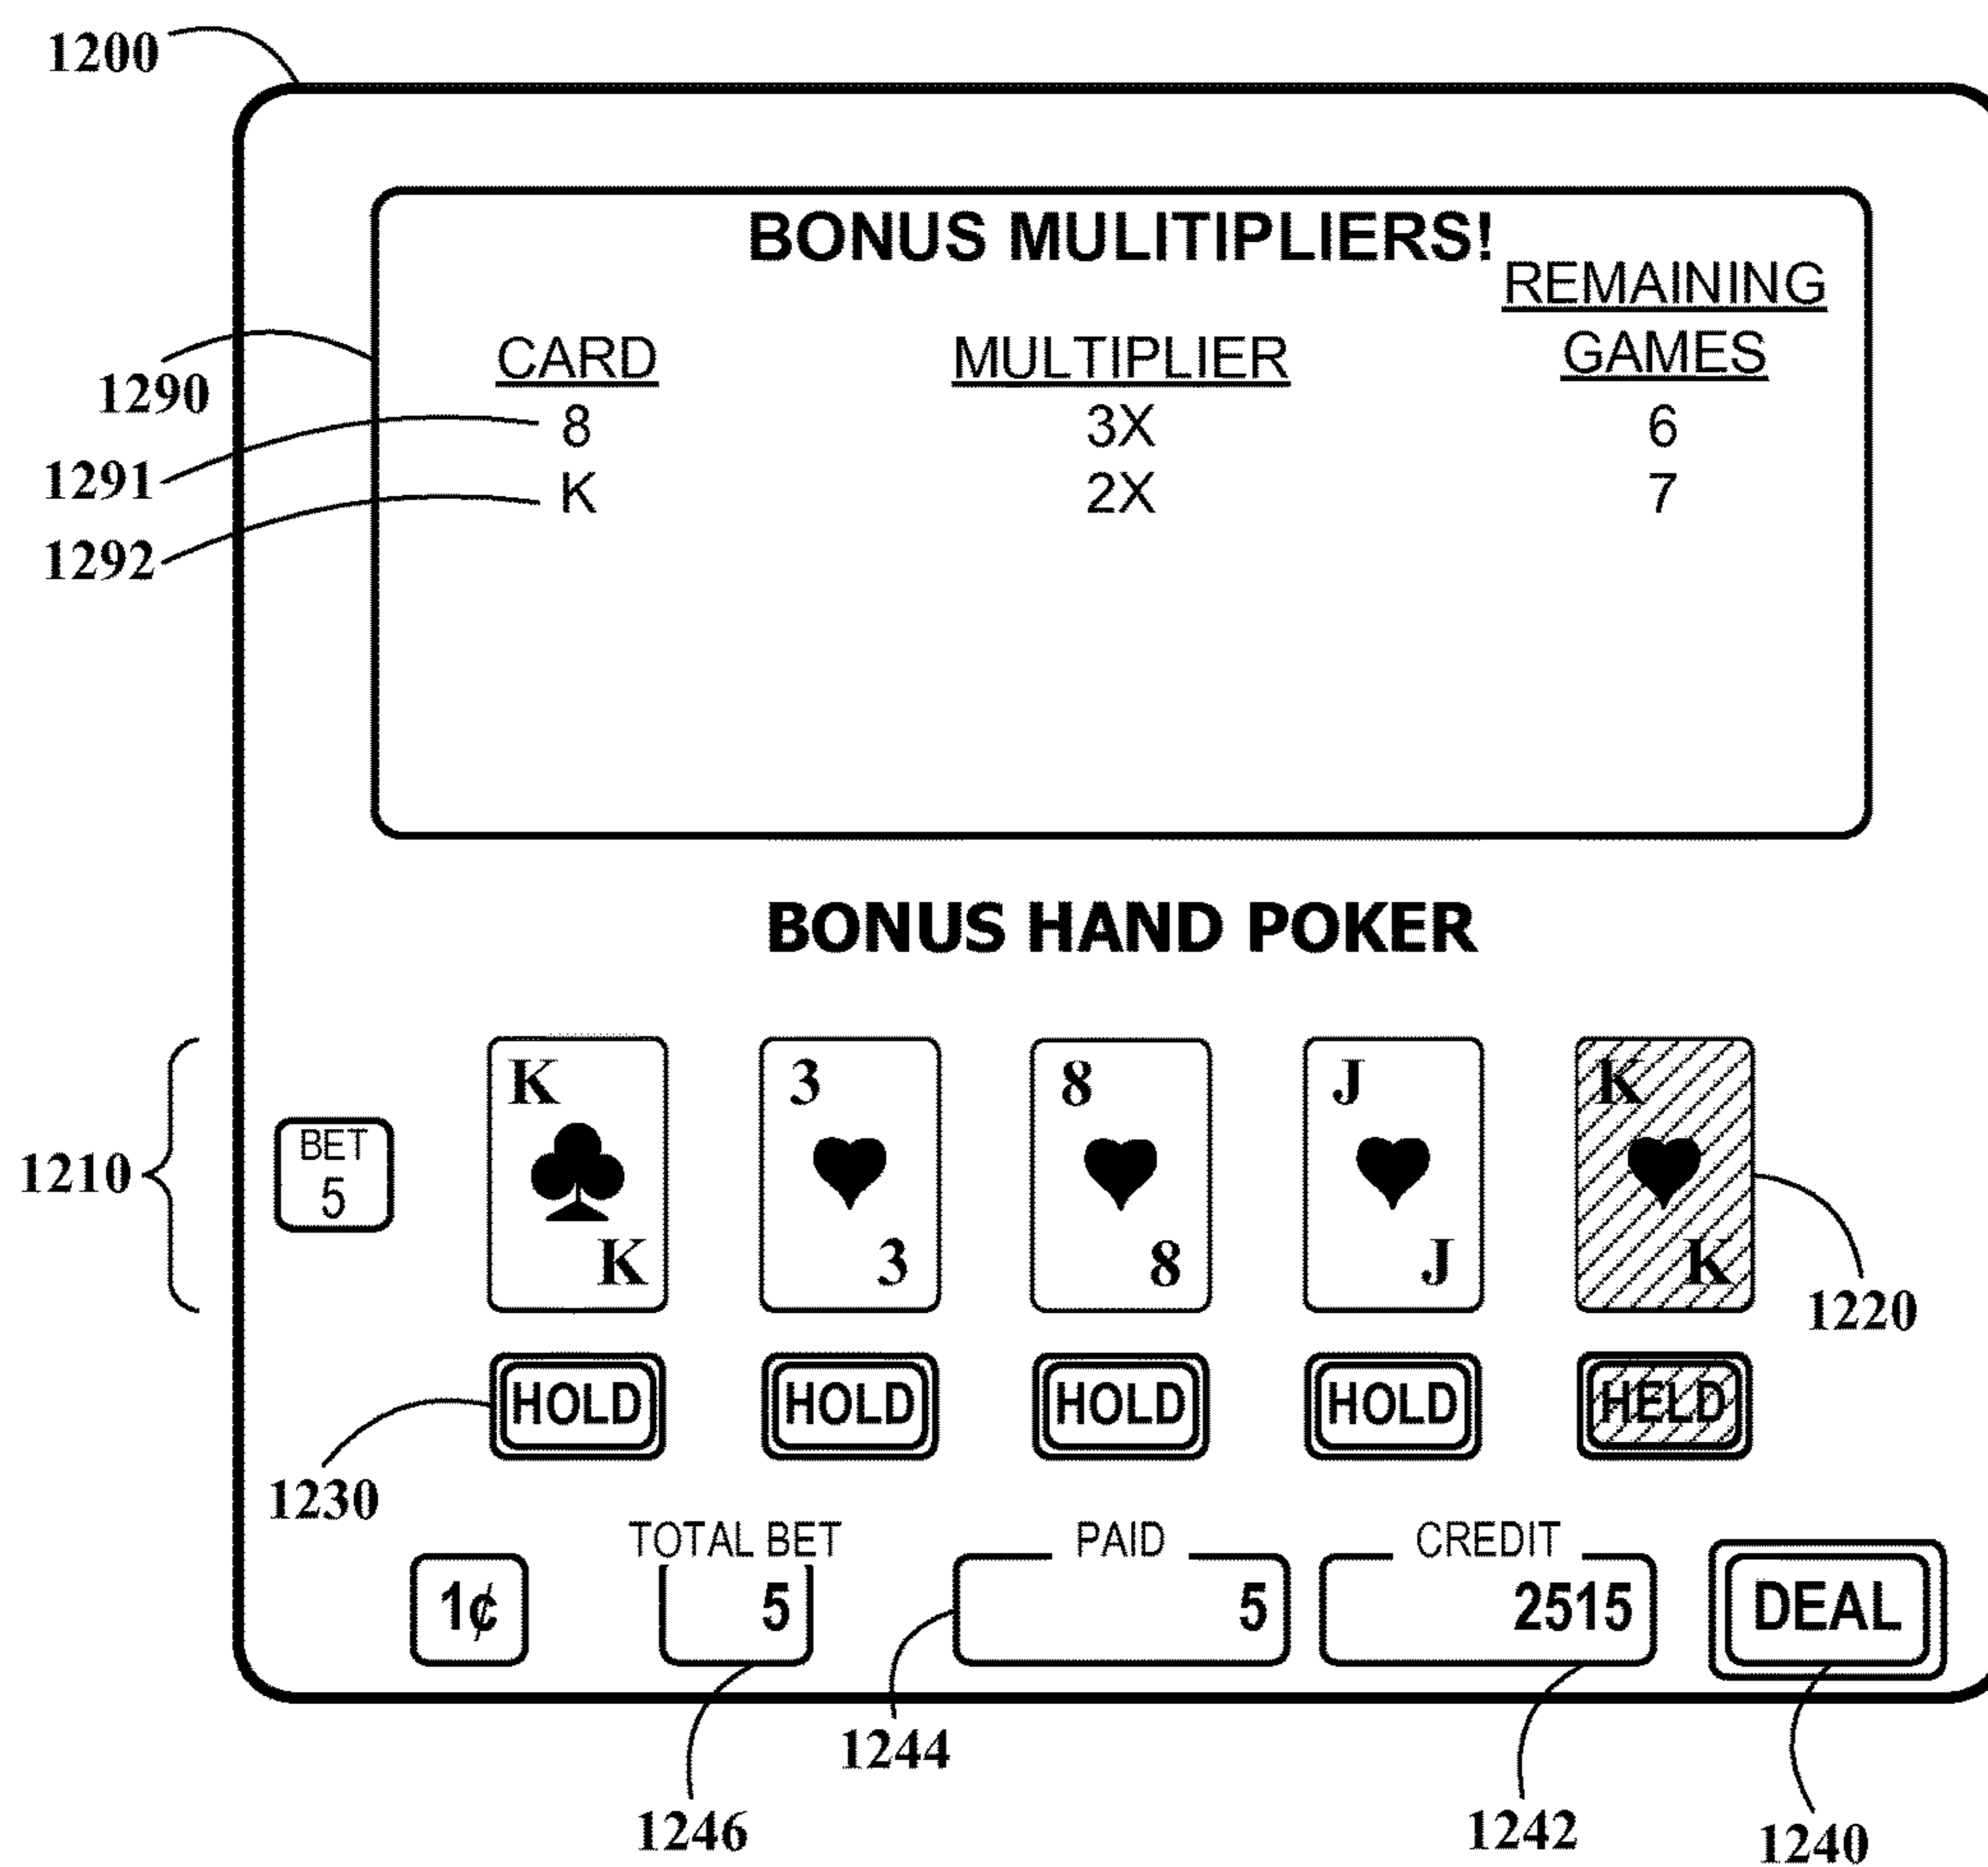 1200
BONUS MULITIPLIERS!
REMAINING
CARD MULTIPLIER GAMES
1290
8 3X 6
1291
K 2X 7
1292
BONUS HAND POKER
K 3 8 J K
BET
5
1210
K 3 8 J K
1220
HOLD HOLD HOLD HOLD HELD
1230
TOTAL BET PAID CREDIT
1¢ 5 5 2515 DEAL
1244
1246 1242 1240